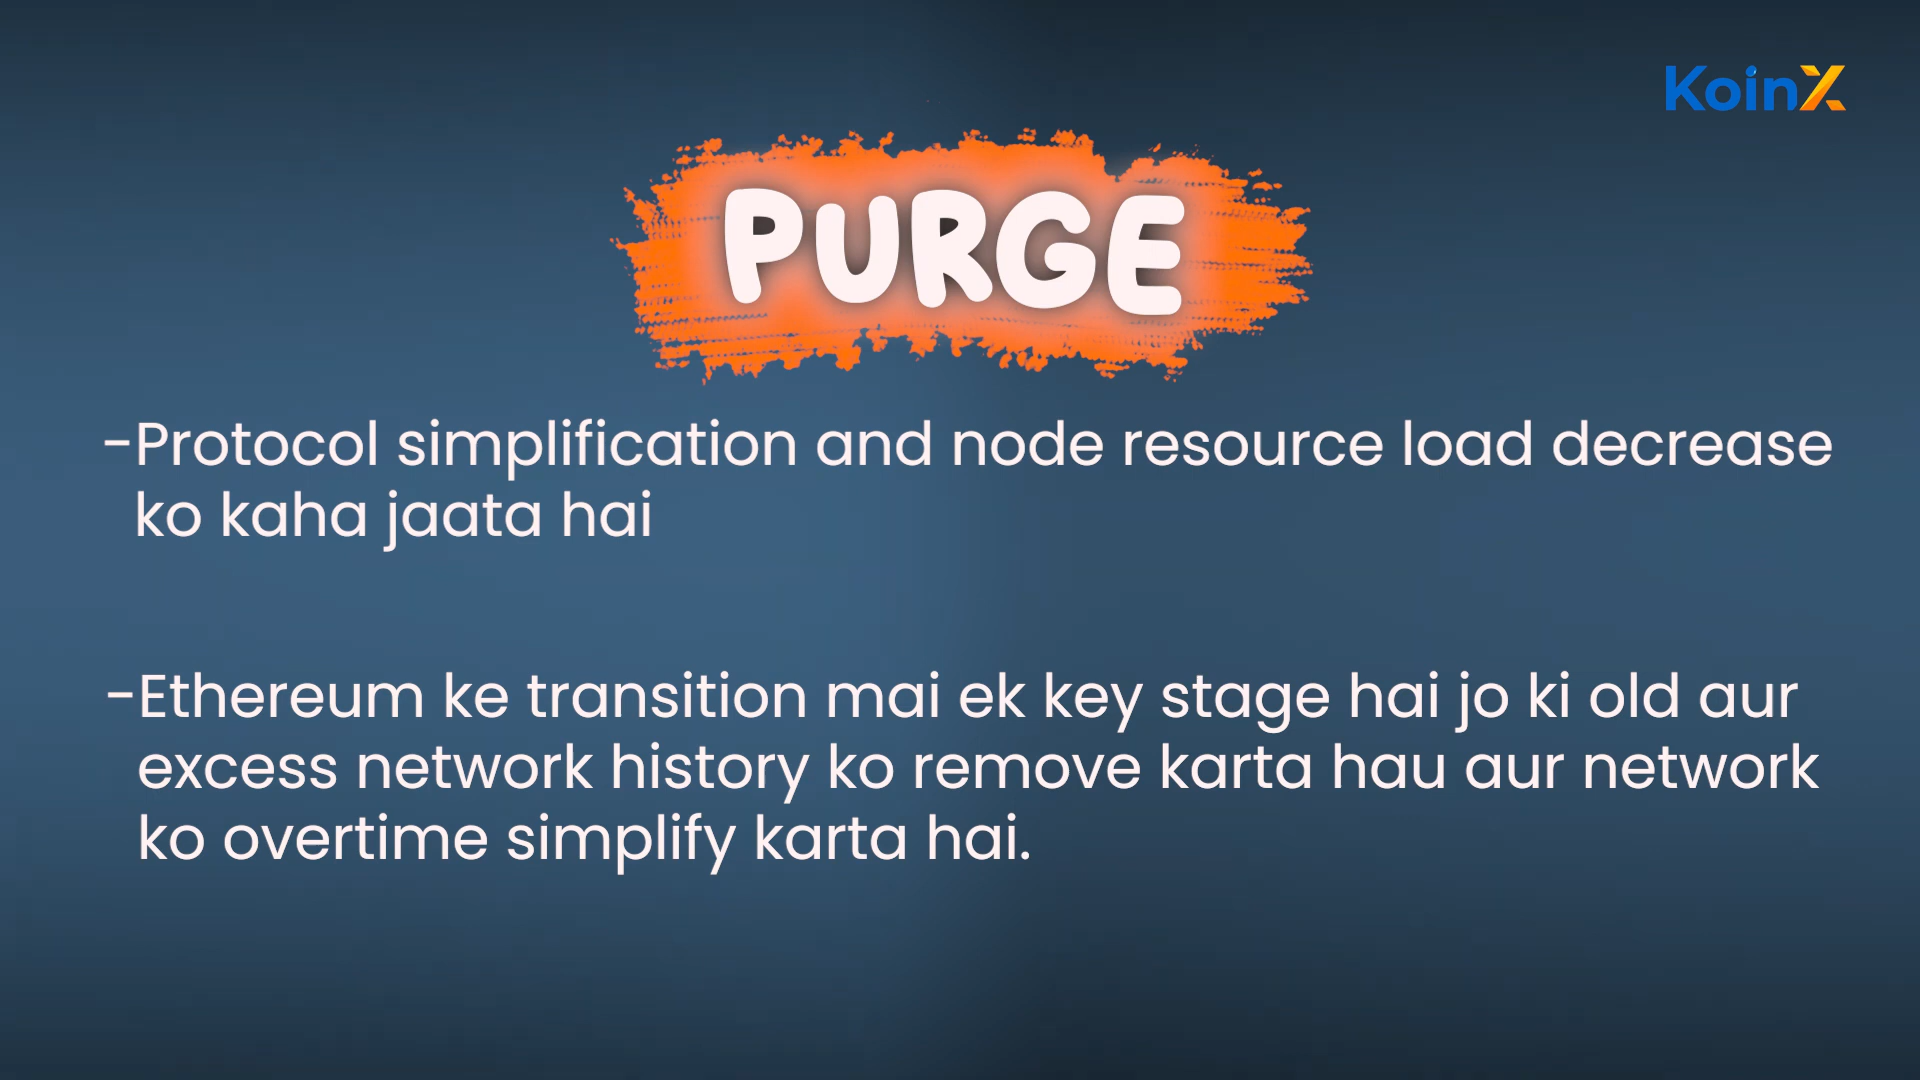 KoinX
PURGE
-Protocol simplification and node resource load decrease
ko kaha jaata hai
-Ethereum ke transition mai ek key stage hai jo ki old aur
excess network history ko remove karta hau aur network
ko overtime simplify karta hai.